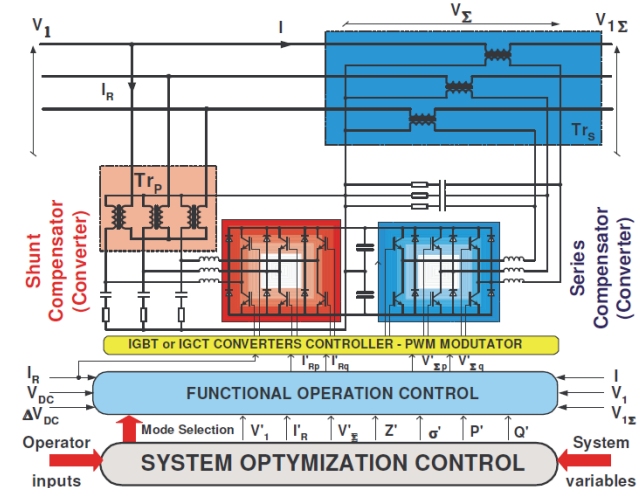 V1
I
VΣ
V1Σ
IR
TrS
TrP
Shunt
Compensator
(Converter)
Series
Compensator
(Converter)
IGBT or IGCT CONVERTERS CONTROLLER - PWM MODUTATOR
IR
I'Rp
I'Rq
V'Σp
V'Σq
I
VDC
FUNCTIONAL OPERATION CONTROL
V1
ΔVDC
V1Σ
Mode Selection
V'1
I'R
V'Σ
Z'
σ'
P'
Q'
Operator
inputs
SYSTEM OPTYMIZATION CONTROL
System
variables